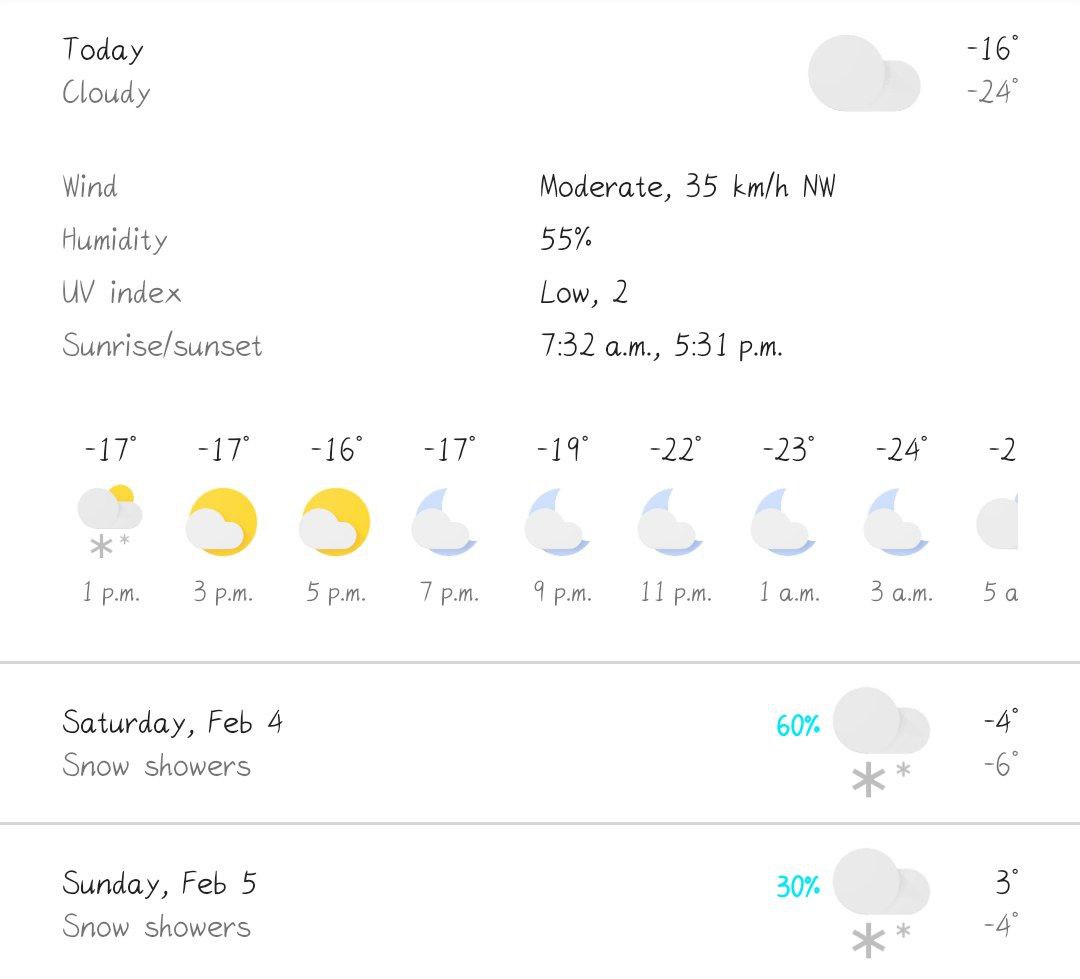 Today -16°
Cloudy -24°
Wind Moderate, 35 km/h NW
Humidity 55%
UV index Low, 2
Sunrise/sunset 7:32 a.m., 5:31 p.m.
-17° -17° -16° -17° -19° -22° -23° -24° -2
1 p.m. 3 p.m. 5 p.m. 7 p.m. 9 p.m. 11 p.m. 1 a.m. 3 a.m. 5 a
Saturday, Feb 4 60% -4°
Snow showers -6°
Sunday, Feb 5 30% 3°
Snow showers -4°